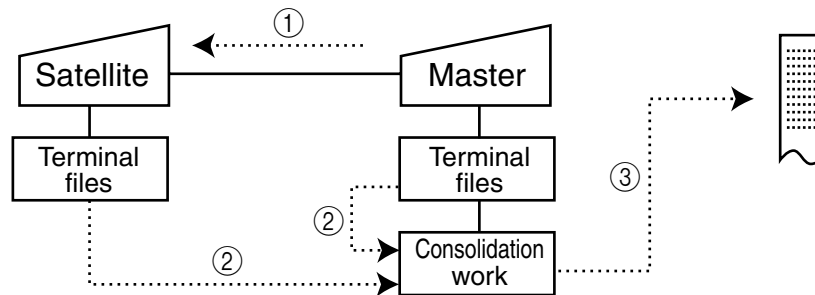 ①
Satellite
Master
Terminal
files
Terminal
files
②
③
Consolidation
work
②